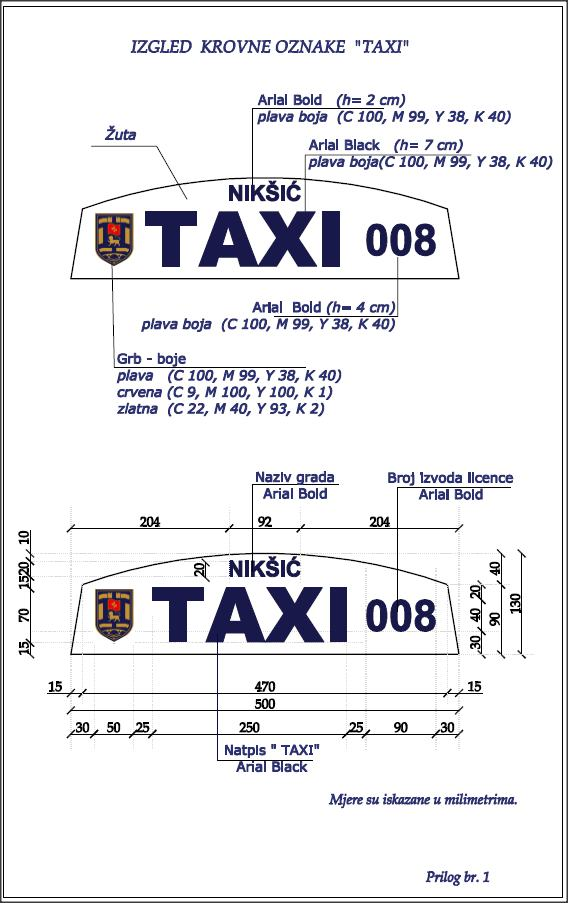 IZGLED KROVNE OZNAKE "TAXI"
Arial Bold (h= 2 cm)
plava boja (C 100, M 99, Y 38, K 40)
Žuta
Arial Black (h= 7 cm)
plava boja(C 100, M 99, Y 38, K 40)
NIKŠIĆ
TAXI 008
Arial Bold (h= 4 cm)
plava boja (C 100, M 99, Y 38, K 40)
Grb - boje
plava (C 100, M 99, Y 38, K 40)
crvena (C 9, M 100, Y 100, K 1)
zlatna (C 22, M 40, Y 93, K 2)
Naziv grada
Arial Bold
Broj izvoda licence
Arial Bold
204 92 204
10
20
15
70
15
20
NIKŠIĆ
TAXI 008
40
90
130
20
40
30
15 470 15
500
30 50 25 250 25 90 30
Natpis " TAXI"
Arial Black
Mjere su iskazane u milimetrima.
Prilog br. 1